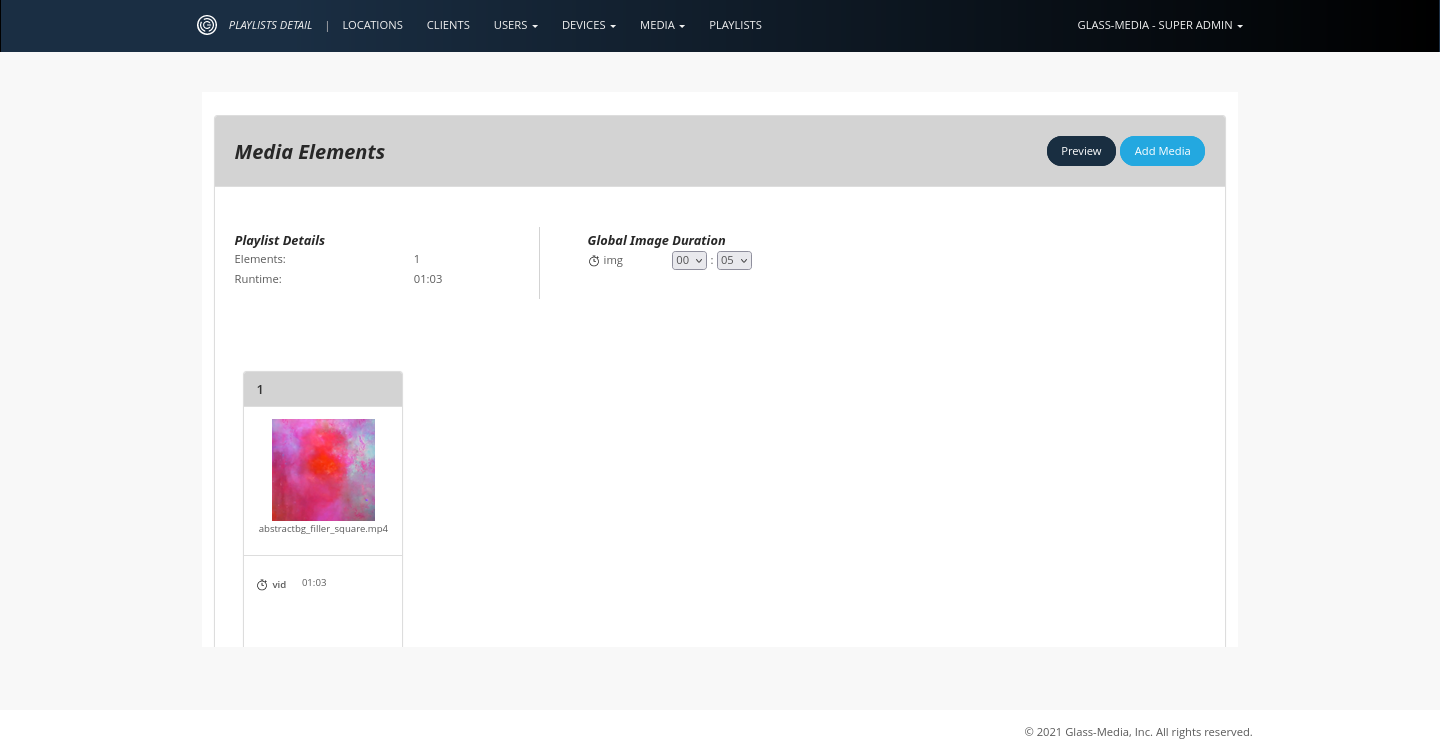 PLAYLISTS DETAIL | LOCATIONS CLIENTS USERS DEVICES MEDIA PLAYLISTS GLASS-MEDIA - SUPER ADMIN
Media Elements Preview Add Media
Playlist Details Global Image Duration
Elements: 1 img 00 : 05
Runtime: 01:03
1
abstractbg_filler_square.mp4
vid 01:03
© 2021 Glass-Media, Inc. All rights reserved.